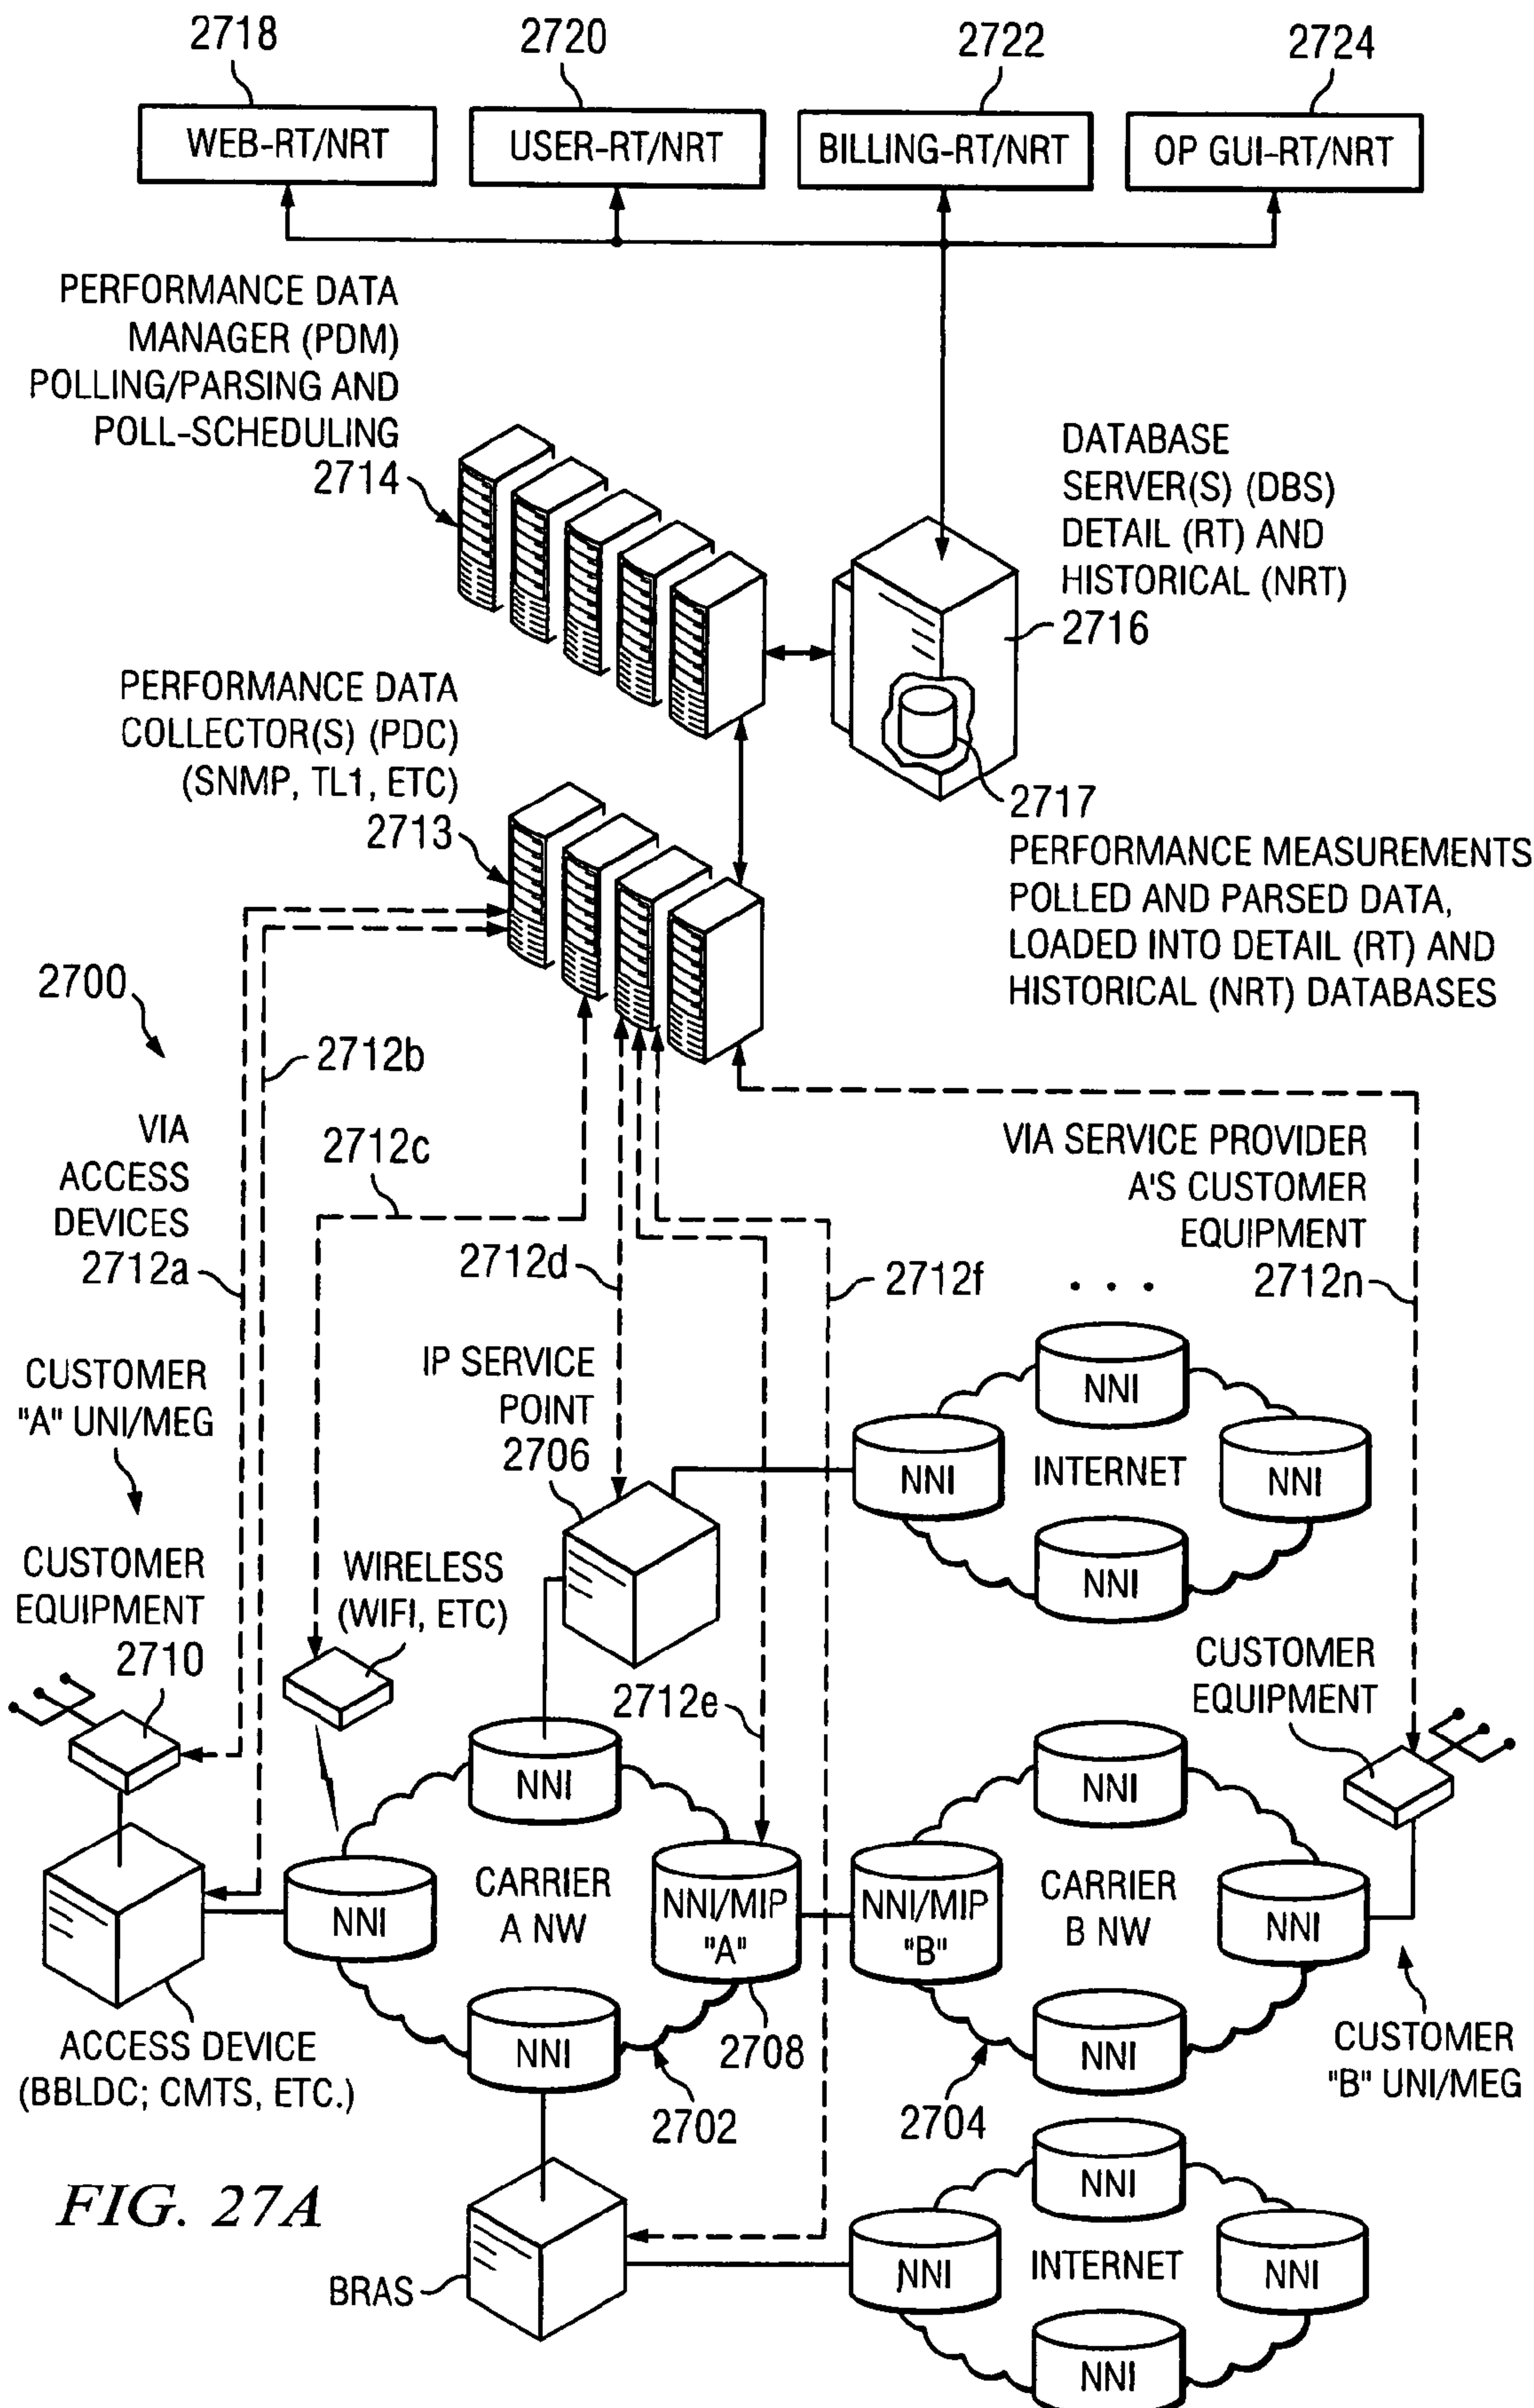 2718
2720
2722
2724
WEB-RT/NRT
USER-RT/NRT
BILLING-RT/NRT
OP GUI-RT/NRT
PERFORMANCE DATA
MANAGER (PDM)
POLLING/PARSING AND
POLL-SCHEDULING
2714
DATABASE
SERVER(S) (DBS)
DETAIL (RT) AND
HISTORICAL (NRT)
2716
PERFORMANCE DATA
COLLECTOR(S) (PDC)
(SNMP, TL1, ETC)
2713
2717
PERFORMANCE MEASUREMENTS
POLLED AND PARSED DATA,
LOADED INTO DETAIL (RT) AND
HISTORICAL (NRT) DATABASES
2700
2712b
VIA
ACCESS
DEVICES
2712a
2712c
2712d
2712f
VIA SERVICE PROVIDER
A'S CUSTOMER
EQUIPMENT
2712n
. . .
CUSTOMER
"A" UNI/MEG
IP SERVICE
POINT
2706
NNI
NNI
INTERNET
NNI
NNI
CUSTOMER
EQUIPMENT
2710
WIRELESS
(WIFI, ETC)
2712e
CUSTOMER
EQUIPMENT
NNI
NNI
CARRIER
A NW
NNI/MIP
"A"
NNI
2708
2702
NNI
NNI/MIP
"B"
CARRIER
B NW
NNI
NNI
2704
ACCESS DEVICE
(BBLDC; CMTS, ETC.)
CUSTOMER
"B" UNI/MEG
BRAS
NNI
NNI
INTERNET
NNI
NNI
FIG. 27A